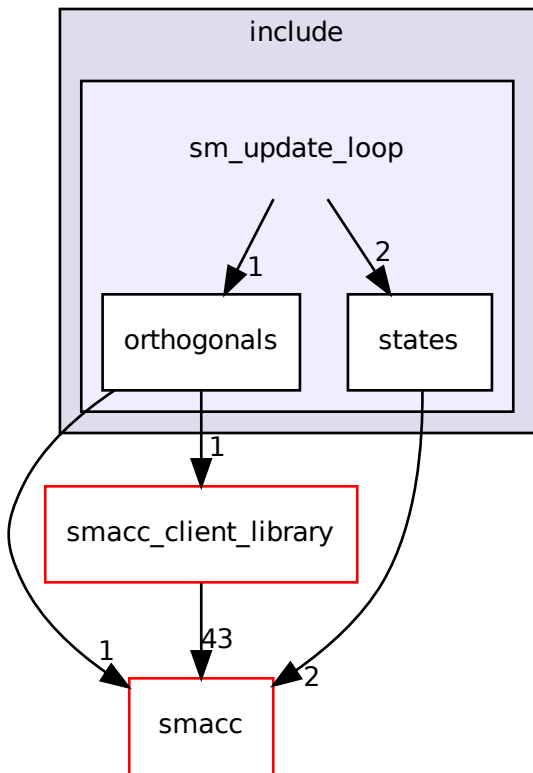 include
sm_update_loop
1
2
orthogonals
states
1
smacc_client_library
1
43
2
smacc